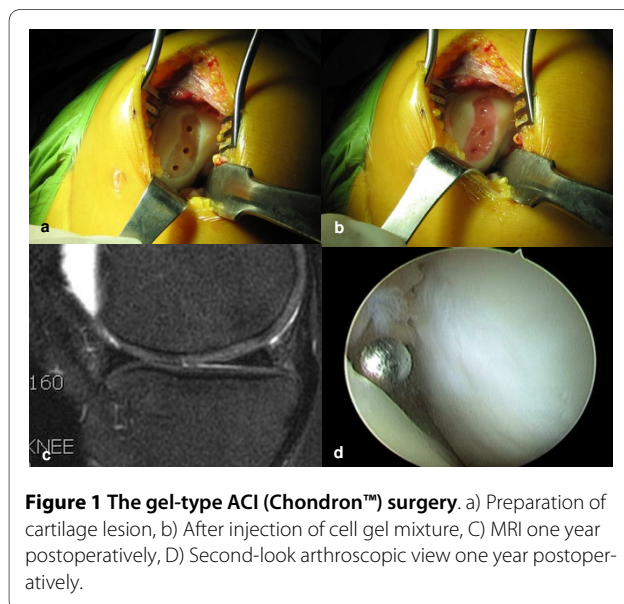 a
b
160
KNEE
c
d
Figure 1 The gel-type ACI (Chondron™) surgery. a) Preparation of
cartilage lesion, b) After injection of cell gel mixture, C) MRI one year
postoperatively, D) Second-look arthroscopic view one year postoper-
atively.